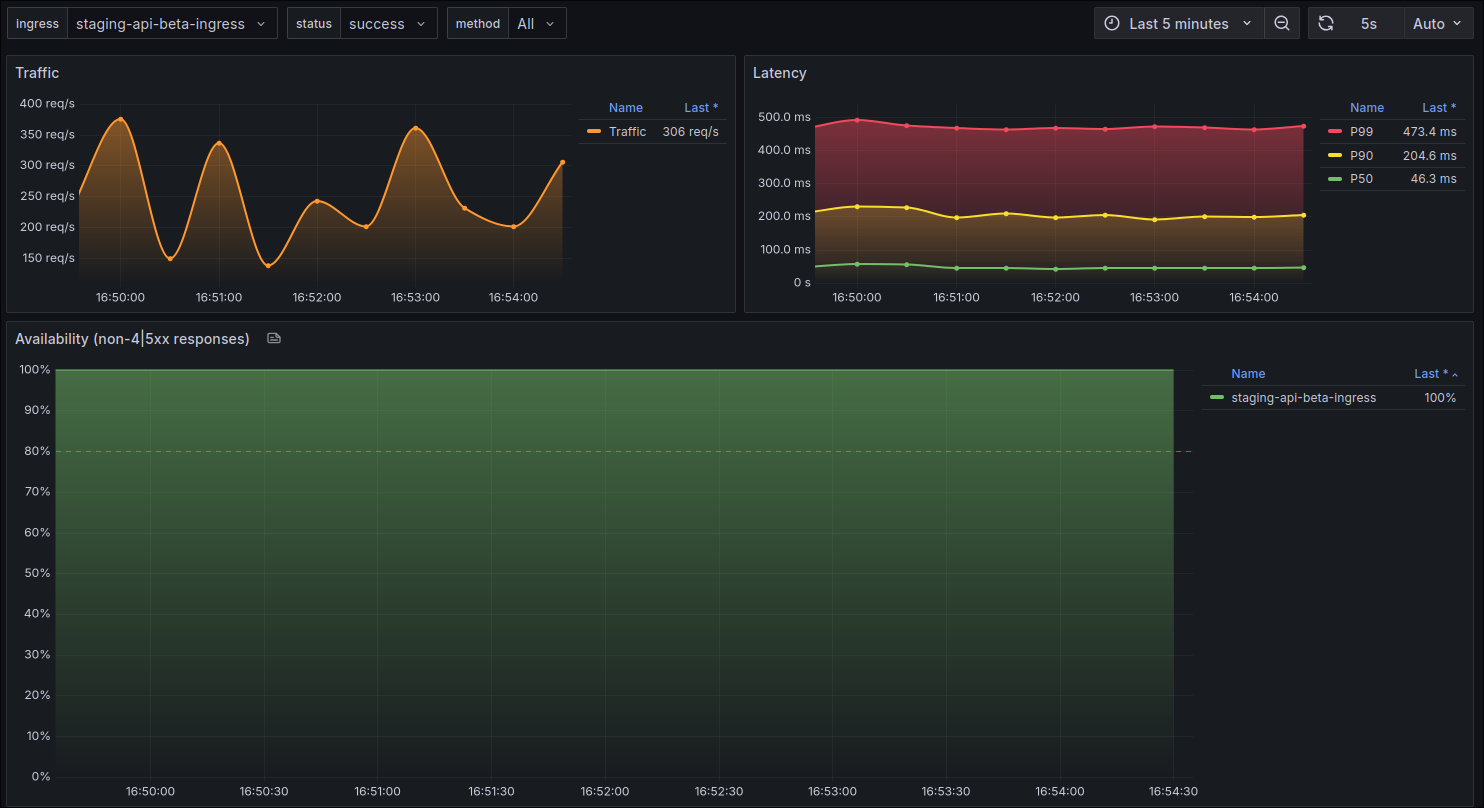 ingress staging-api-beta-ingress status success method All Last 5 minutes 5s Auto
Traffic
400 req/s
350 req/s
300 req/s
250 req/s
200 req/s
150 req/s
16:50:00 16:51:00 16:52:00 16:53:00 16:54:00
Name Last *
Traffic 306 req/s
Latency
500.0 ms
400.0 ms
300.0 ms
200.0 ms
100.0 ms
0 s
16:50:00 16:51:00 16:52:00 16:53:00 16:54:00
Name Last *
P99 473.4 ms
P90 204.6 ms
P50 46.3 ms
Availability (non-4|5xx responses)
100%
90%
80%
70%
60%
50%
40%
30%
20%
10%
0%
16:50:00 16:50:30 16:51:00 16:51:30 16:52:00 16:52:30 16:53:00 16:53:30 16:54:00 16:54:30
Name Last *
staging-api-beta-ingress 100%